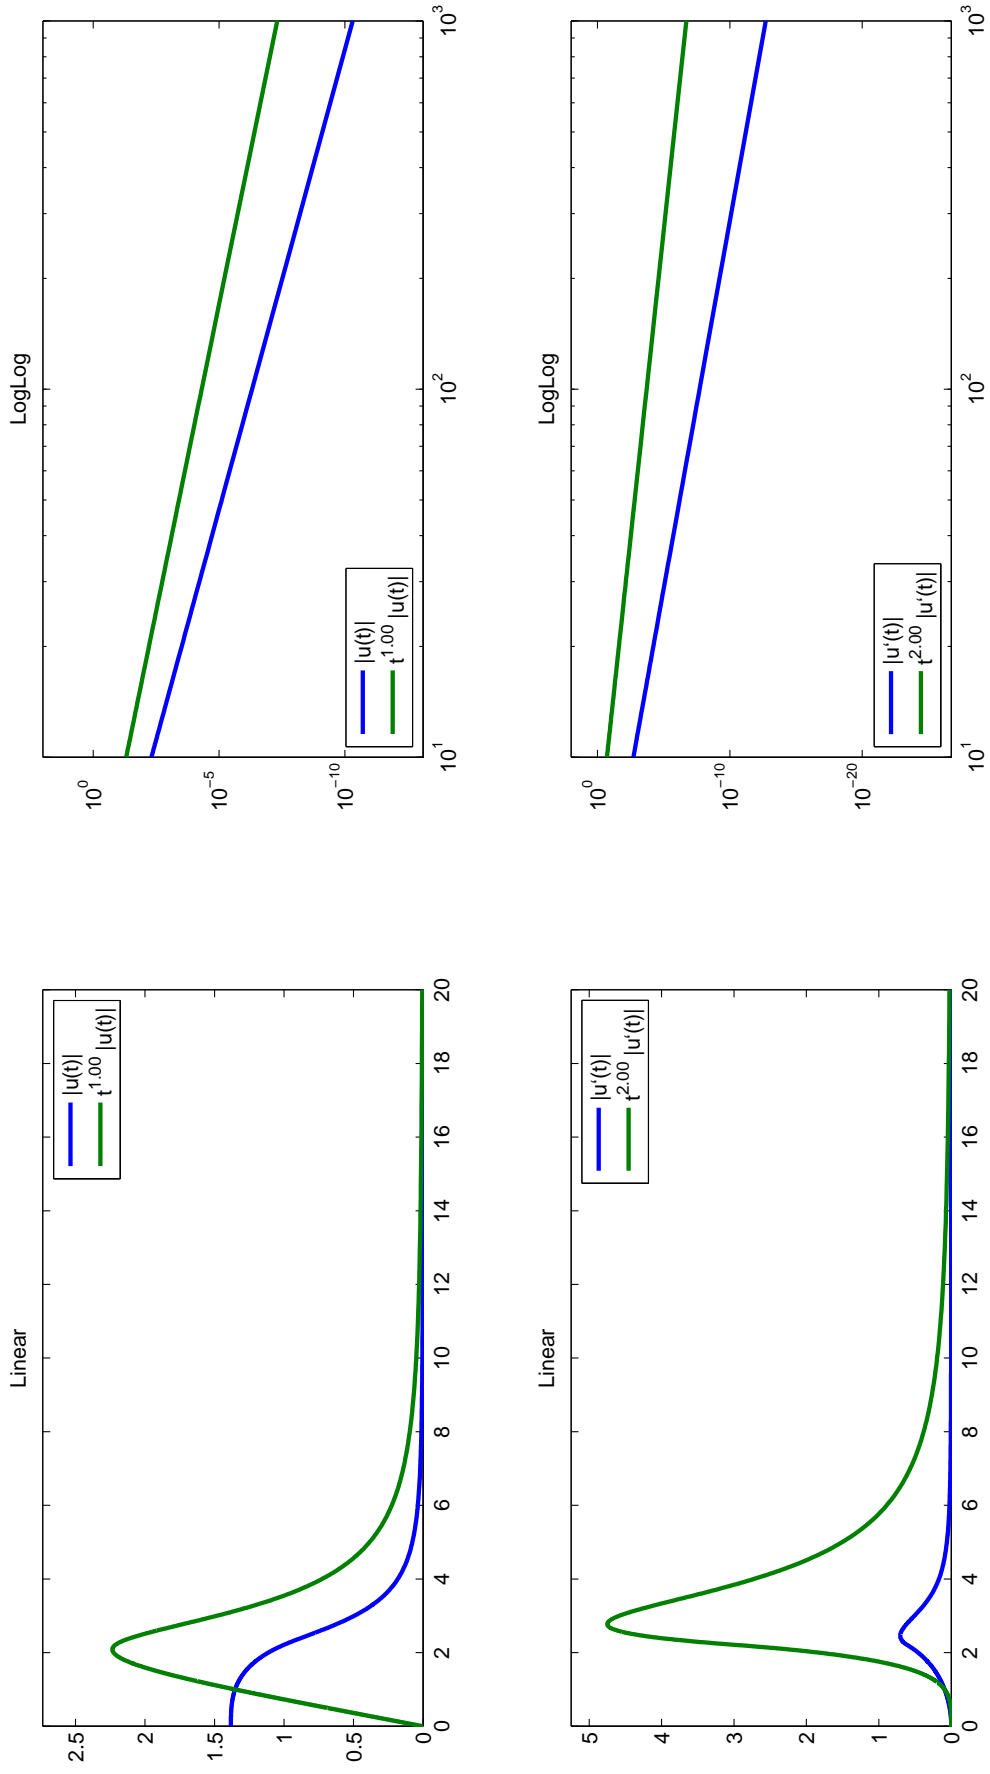 Linear
2.5
2
1.5
1
0.5
0
0 2 4 6 8 10 12 14 16 18 20
|u(t)|
t^1.00 |u(t)|
LogLog
10^0
10^−5
10^−10
10^1 10^2 10^3
|u(t)|
t^1.00 |u(t)|
Linear
5
4
3
2
1
0
0 2 4 6 8 10 12 14 16 18 20
|u‘(t)|
t^2.00 |u‘(t)|
LogLog
10^0
10^−10
10^−20
10^1 10^2 10^3
|u‘(t)|
t^2.00 |u‘(t)|